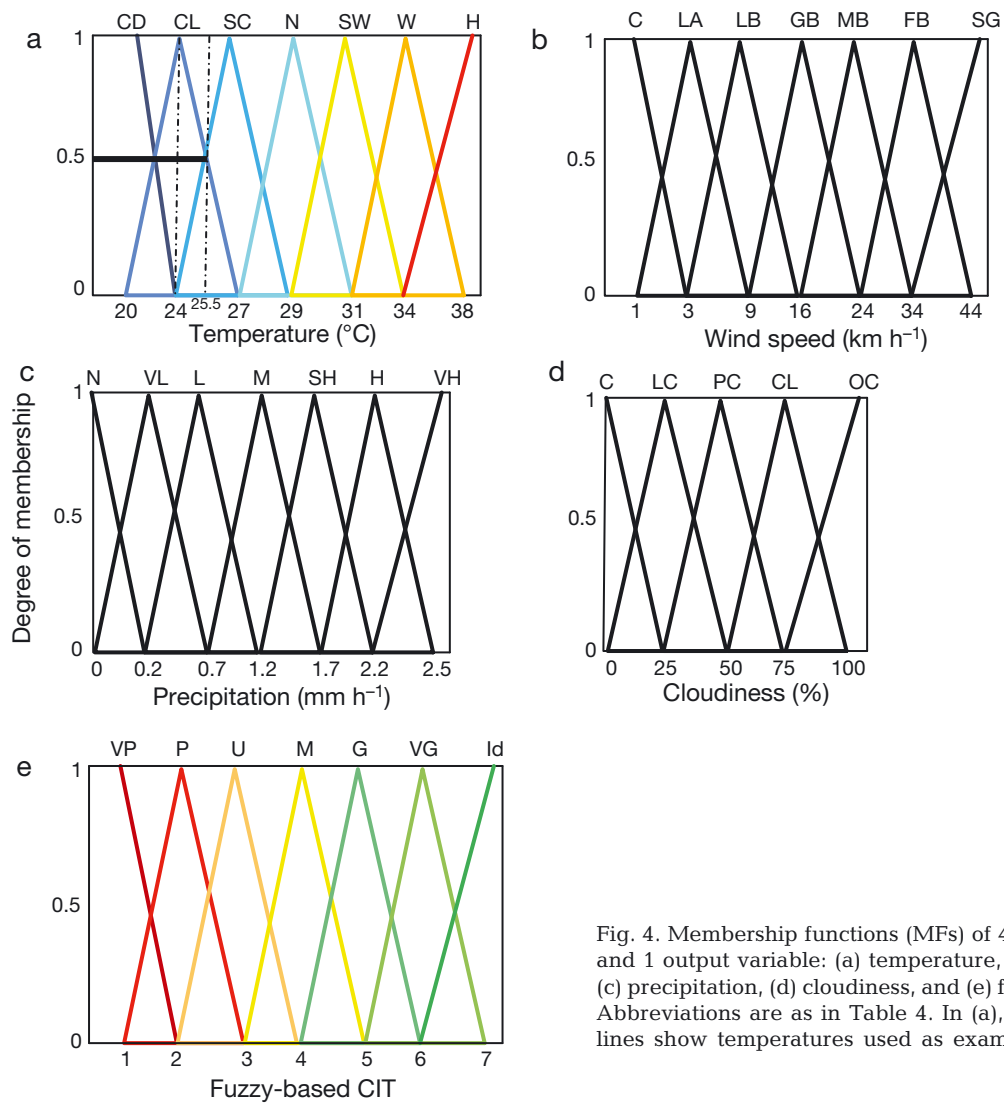 a
CD CL SC N SW W H
1
0.5
0
20 24 25.5 27 29 31 34 38
Temperature (°C)
b
C LA LB GB MB FB SG
1
0.5
0
1 3 9 16 24 34 44
Wind speed (km h⁻¹)
Degree of membership
c
N VL L M SH H VH
1
0.5
0
0 0.2 0.7 1.2 1.7 2.2 2.5
Precipitation (mm h⁻¹)
d
C LC PC CL OC
1
0.5
0
0 25 50 75 100
Cloudiness (%)
e
VP P U M G VG Id
1
0.5
0
1 2 3 4 5 6 7
Fuzzy-based CIT
Fig. 4. Membership functions (MFs) of 4
and 1 output variable: (a) temperature,
(c) precipitation, (d) cloudiness, and (e) f
Abbreviations are as in Table 4. In (a),
lines show temperatures used as exam